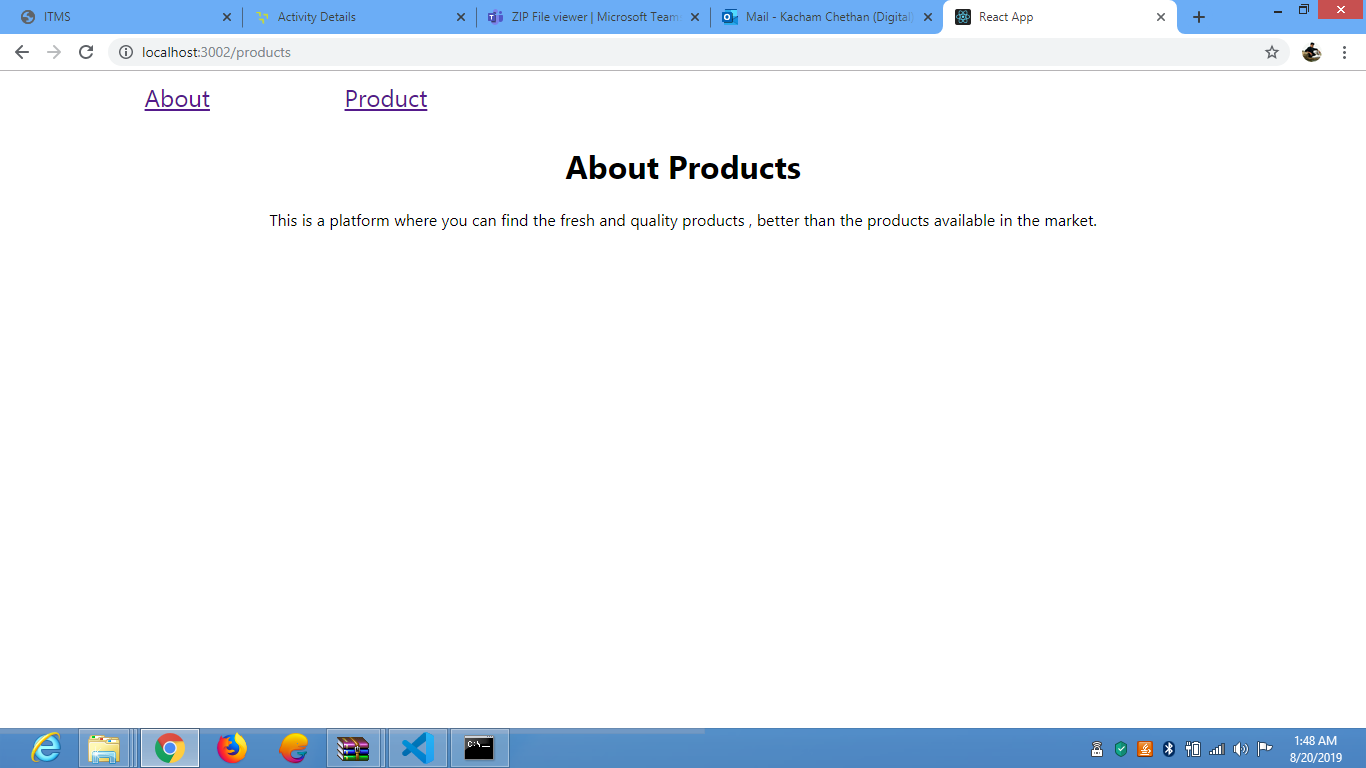 ITMS
Activity Details
ZIP File viewer | Microsoft Team
Mail - Kacham Chethan (Digital)
React App
localhost:3002/products
About
Product
About Products
This is a platform where you can find the fresh and quality products , better than the products available in the market.
C:\_
1:48 AM
8/20/2019